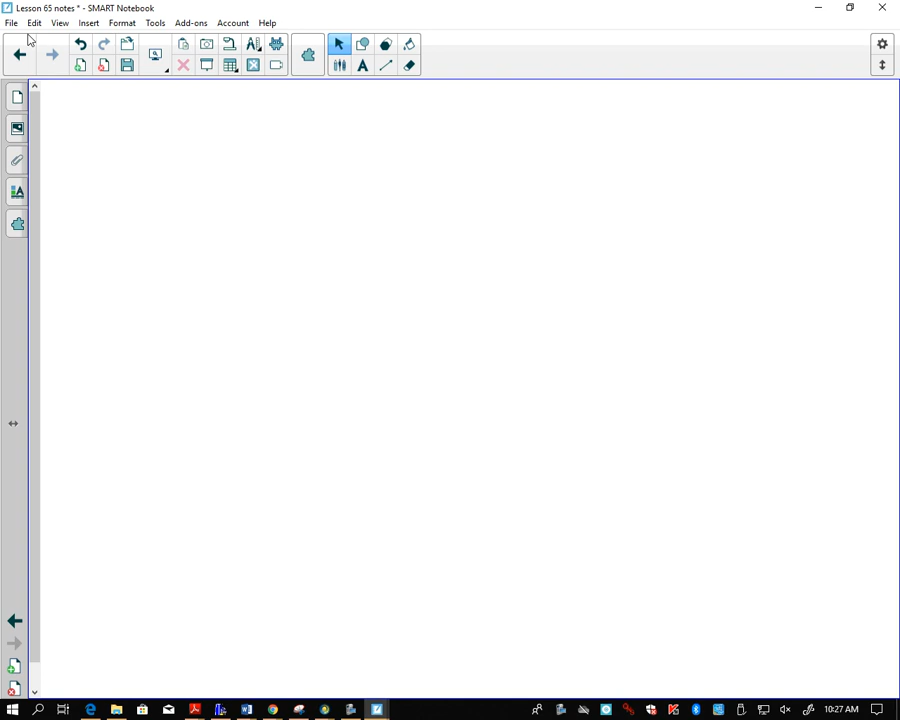 Lesson 65 notes * - SMART Notebook
File Edit View Insert Format Tools Add-ons Account Help
10:27 AM